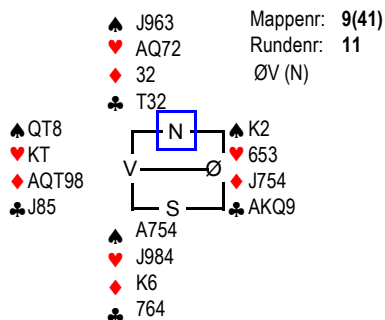 ♠ J963 Mappenr: 9(41)
♥ AQ72 Rundenr: 11
♦ 32 ØV (N)
♣ T32
♠ QT8 N ♠ K2
♥ KT ♥ 653
♦ AQT98 V Ø ♦ J754
♣ J85 ♣ AKQ9
S
♠ A754
♥ J984
♦ K6
♣ 764